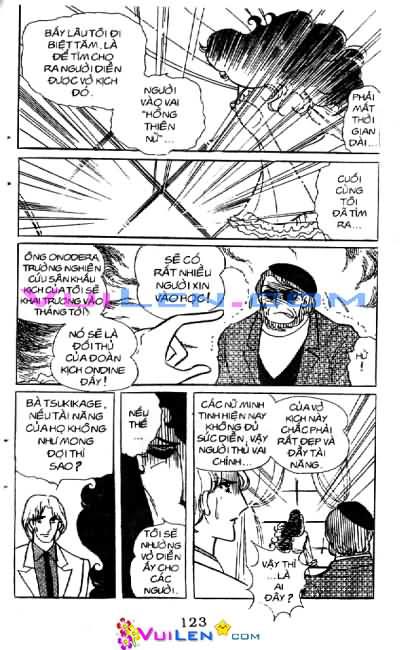 BẤY LÂU TÔI ĐI
BIỆT TĂM, LÀ
ĐỂ TÌM CHO
RA NGƯỜI DIỄN
ĐƯỢC VỞ KỊCH
ĐÓ.
NGƯỜI
VÀO VAI
"HỒNG
THIÊN
NỮ"...
PHẢI
MẤT
THỜI
GIAN
DÀI...
CUỐI
CÙNG
TÔI
ĐÃ TÌM
RA...
ÔNG ONODERA
TRƯỜNG NGHIÊN
CỨU SÂN KHẤU
KỊCH CỦA TÔI SẼ
KHAI TRƯƠNG VÀO
THÁNG TỚI!
SẼ CÓ
RẤT NHIỀU
NGƯỜI XIN
VÀO HỌC!
NÓ SẼ LÀ
ĐỐI THỦ
CỦA ĐOÀN
KỊCH ONDINE
ĐẤY!
HỪ!
BÀ TSUKIKAGE,
NẾU TÀI NĂNG
CỦA HỌ KHÔNG
NHƯ MONG
ĐỢI THÌ
SAO?
NẾU
THẾ
...
TÔI SẼ
NHƯỜNG
VỞ DIỄN
ẤY CHO
CÁC
NGƯỜI.
CÁC NỮ MINH
TINH HIỆN NAY
KHÔNG ĐỦ
SỨC DIỄN, VẬY
NGƯỜI THỦ VAI
CHÍNH...
CỦA VỞ
KỊCH NÀY
CHẮC PHẢI
RẤT ĐẸP VÀ
ĐẦY TÀI
NĂNG.
VẬY THÌ
...LÀ
AI
ĐÂY?
VUILEN.COM
123
VUILEN.COM